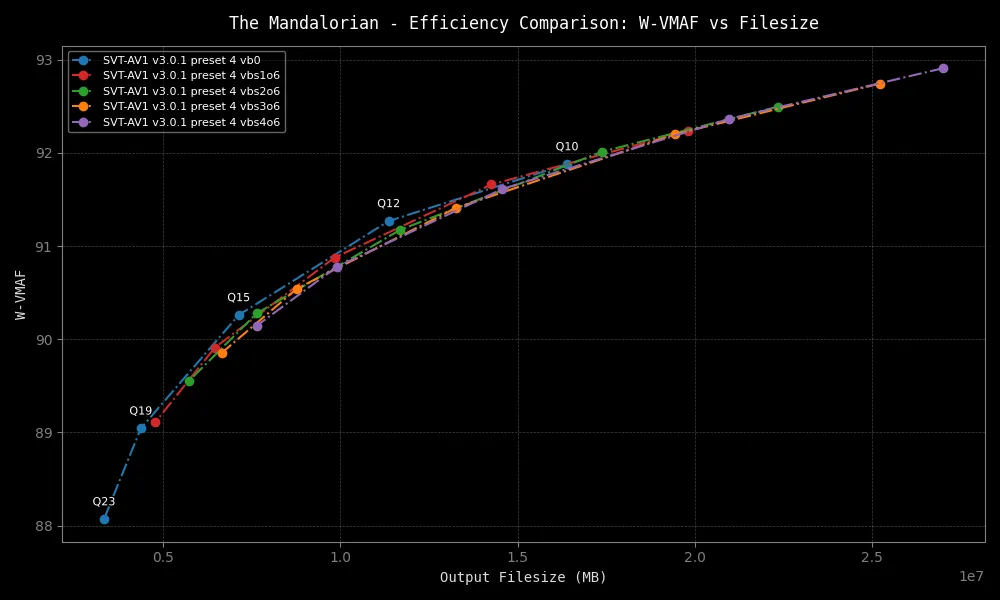 The Mandalorian - Efficiency Comparison: W-VMAF vs Filesize
SVT-AV1 v3.0.1 preset 4 vb0
SVT-AV1 v3.0.1 preset 4 vbs1o6
SVT-AV1 v3.0.1 preset 4 vbs2o6
SVT-AV1 v3.0.1 preset 4 vbs3o6
SVT-AV1 v3.0.1 preset 4 vbs4o6
93
92
91
90
89
88
W-VMAF
Q10
Q12
Q15
Q19
Q23
0.5
1.0
1.5
2.0
2.5
1e7
Output Filesize (MB)